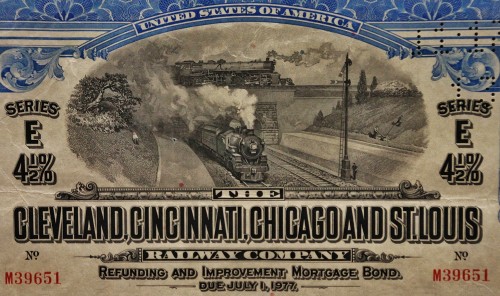 UNITED STATES OF AMERICA
SERIES E 4½%
SERIES E 4½%
THE
CLEVELAND, CINCINNATI, CHICAGO AND ST. LOUIS
RAILWAY COMPANY
REFUNDING AND IMPROVEMENT MORTGAGE BOND.
DUE JULY 1, 1977.
Nº M39651
Nº M39651